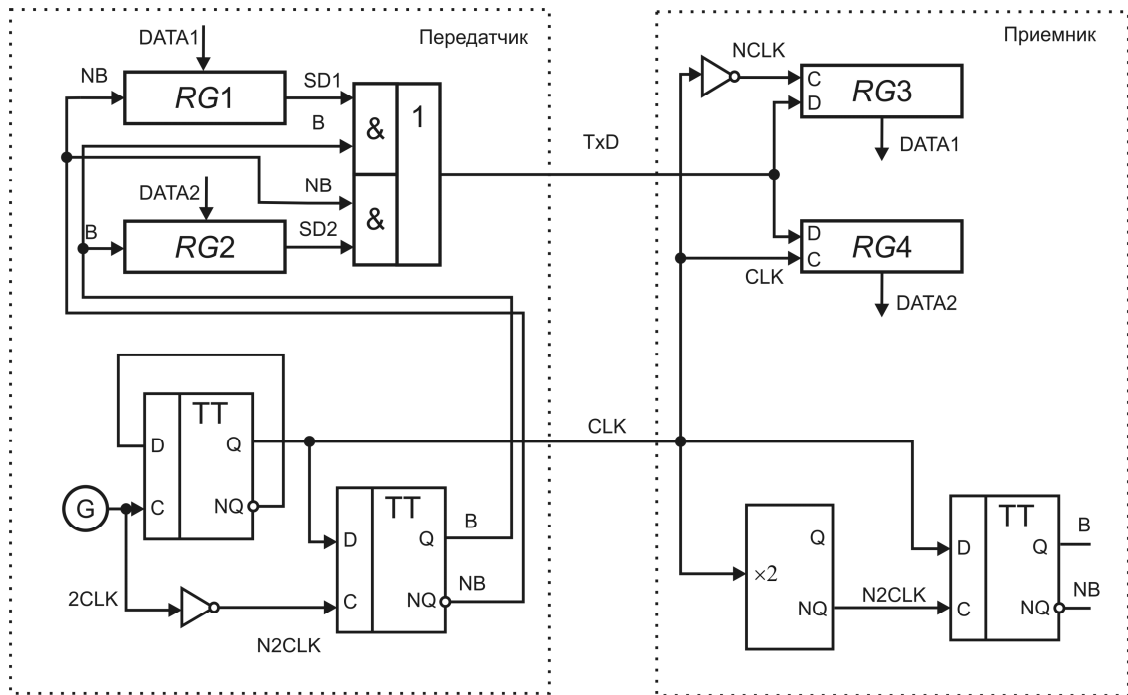 Передатчик
DATA1
NB
RG1
SD1
B
&
1
NB
&
DATA2
B
RG2
SD2
TxD
Приемник
NCLK
C
D
RG3
DATA1
D
C
RG4
CLK
DATA2
TT
D
Q
C
NQ
G
2CLK
N2CLK
TT
D
Q
C
NQ
B
NB
CLK
×2
Q
NQ
N2CLK
TT
D
Q
C
NQ
B
NB